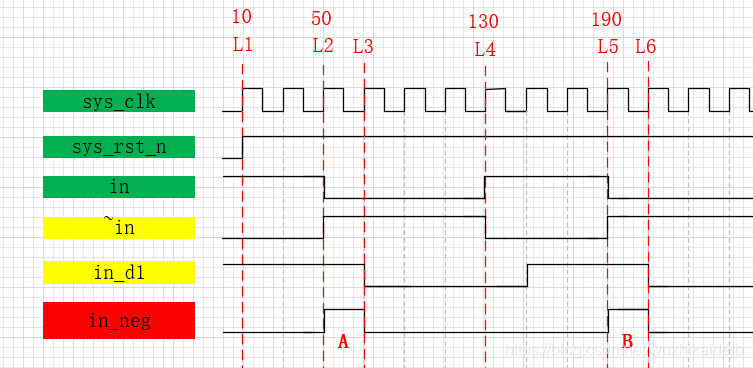 10 50 130 190
L1 L2 L3 L4 L5 L6
sys_clk
sys_rst_n
in
~in
in_d1
in_neg
A B